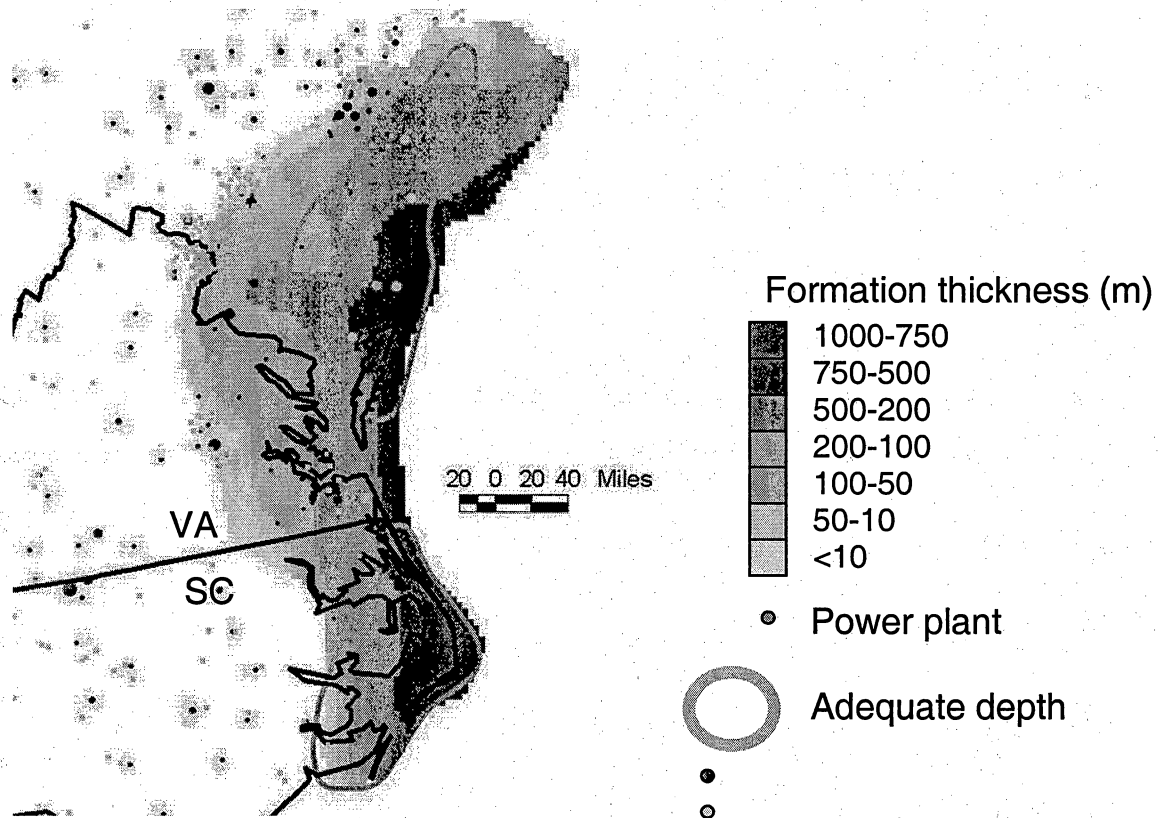 Formation thickness (m)
1000-750
750-500
500-200
200-100
100-50
50-10
<10
20 0 20 40 Miles
VA
SC
Power plant
Adequate depth